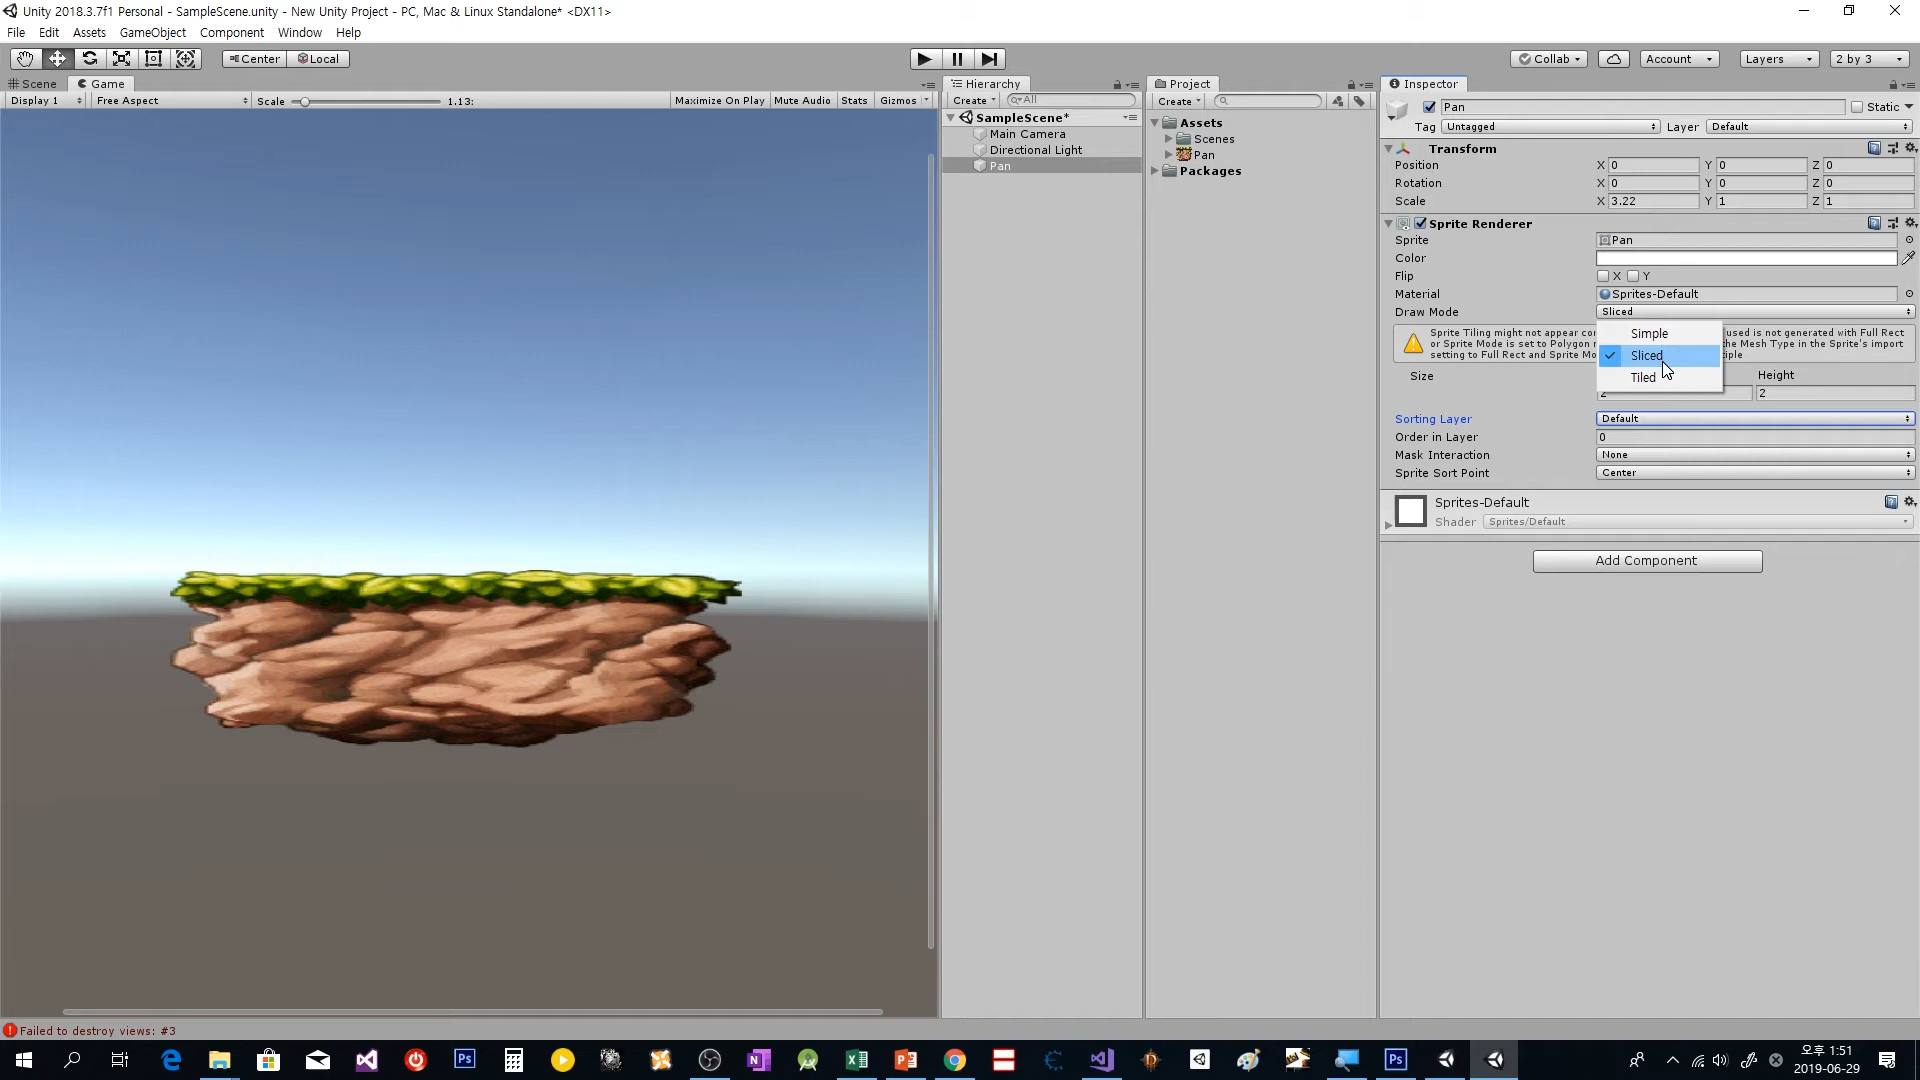 Unity 2018.3.7f1 Personal - SampleScene.unity - New Unity Project - PC, Mac & Linux Standalone* <DX11>
File Edit Assets GameObject Component Window Help
Center Local Collab Account Layers 2 by 3
Scene Game Hierarchy Project Inspector
Display 1 Free Aspect Scale 1.13: Maximize On Play Mute Audio Stats Gizmos
Create All
SampleScene*
Main Camera
Directional Light
Pan
Create
Assets
Scenes
Pan
Packages
Pan Static
Tag Untagged Layer Default
Transform
Position X 0 Y 0 Z 0
Rotation X 0 Y 0 Z 0
Scale X 3.22 Y 1 Z 1
Sprite Renderer
Sprite Pan
Color
Flip X Y
Material Sprites-Default
Draw Mode Sliced
Simple
Sliced
Tiled
Sprite Tiling might not appear used is not generated with Full Rect
or Sprite Mode is set to Polygon the Mesh Type in the Sprite's import
setting to Full Rect and Sprite
Size Height
2
Sorting Layer Default
Order in Layer 0
Mask Interaction None
Sprite Sort Point Center
Sprites-Default
Shader Sprites/Default
Add Component
Failed to destroy views: #3
오후 1:51
2019-06-29